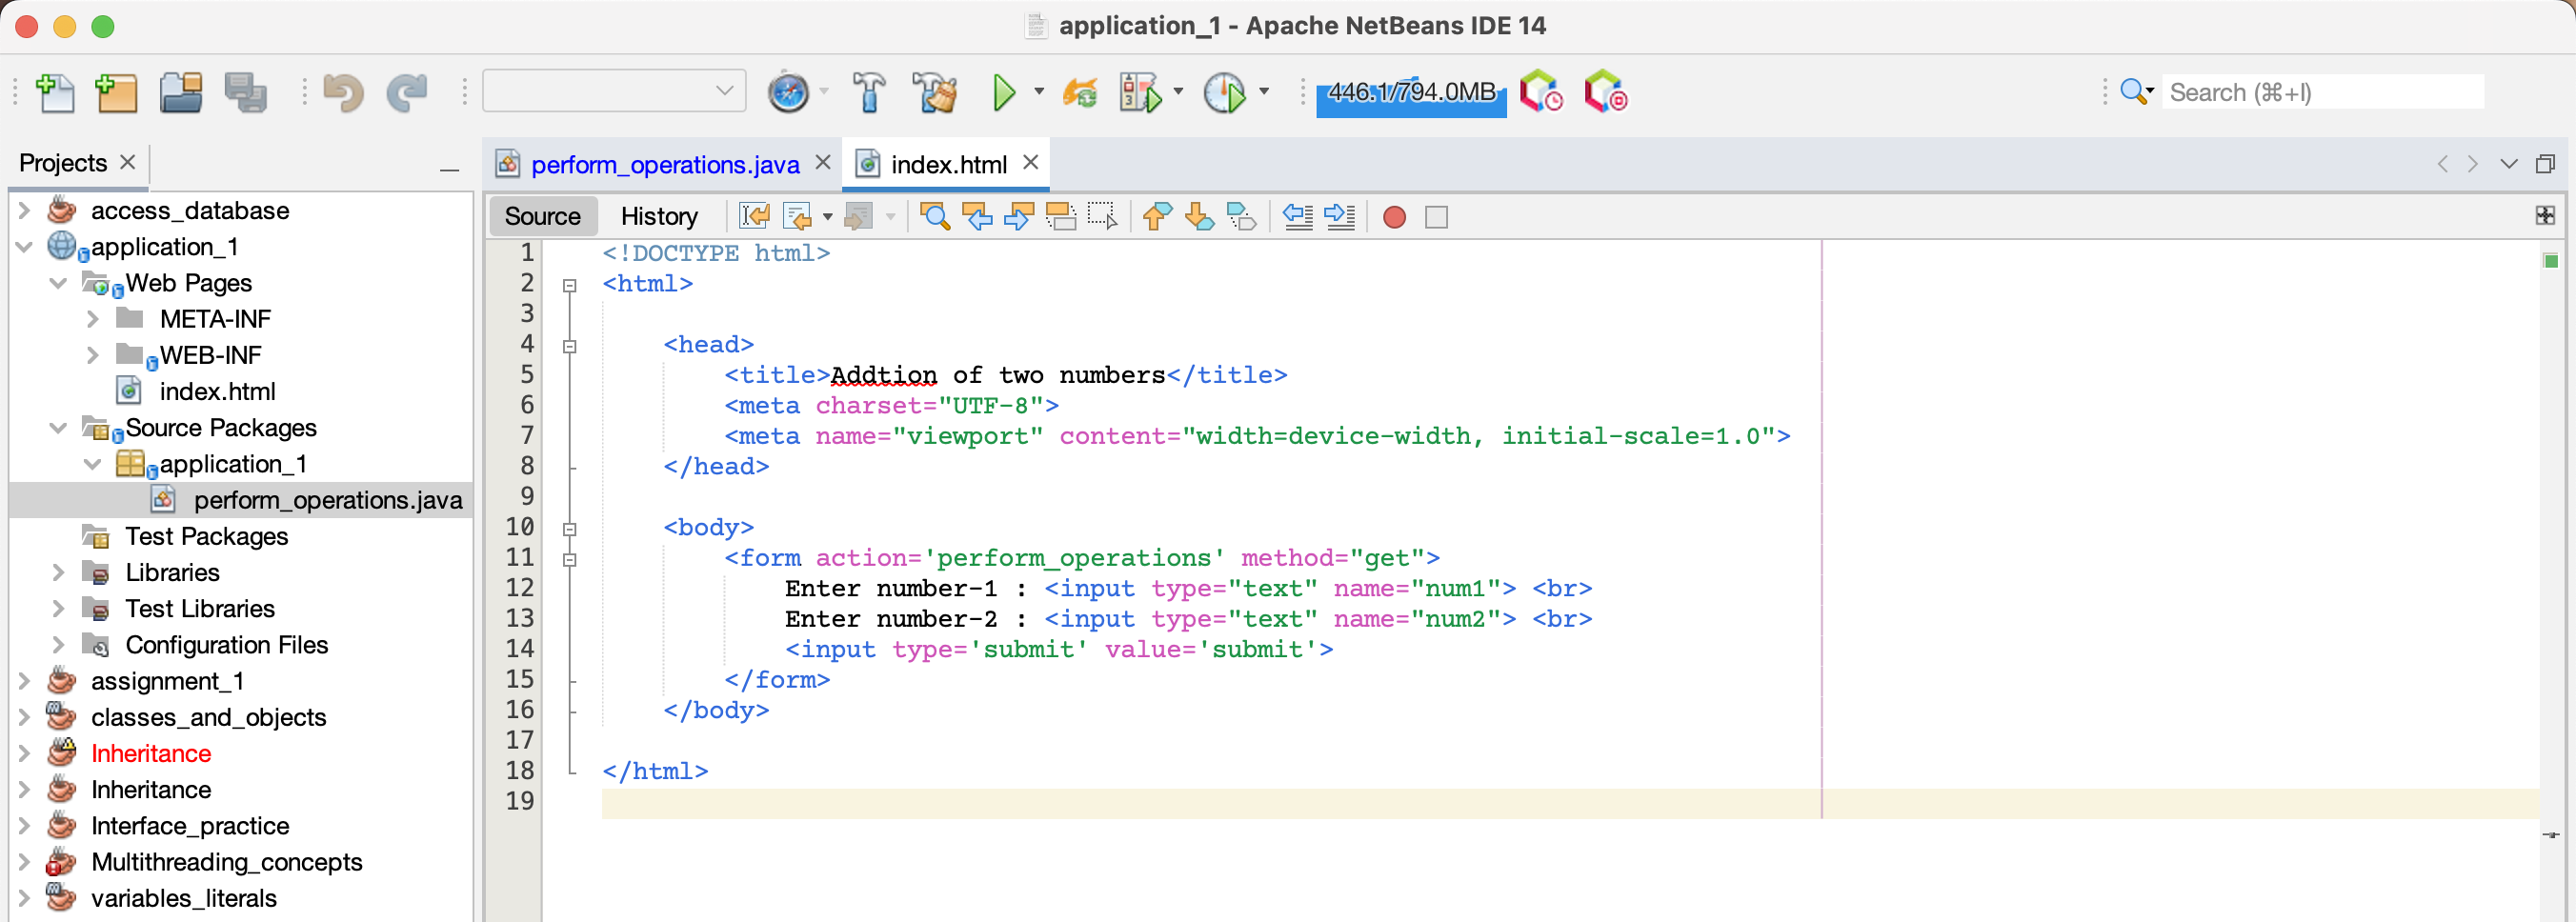 application_1 - Apache NetBeans IDE 14
446.1/794.0MB
Search (⌘+I)
Projects
perform_operations.java
index.html
Source
History
access_database
application_1
Web Pages
META-INF
WEB-INF
index.html
Source Packages
application_1
perform_operations.java
Test Packages
Libraries
Test Libraries
Configuration Files
assignment_1
classes_and_objects
Inheritance
Inheritance
Interface_practice
Multithreading_concepts
variables_literals
1 <!DOCTYPE html>
2 <html>
3
4 <head>
5 <title>Addtion of two numbers</title>
6 <meta charset="UTF-8">
7 <meta name="viewport" content="width=device-width, initial-scale=1.0">
8 </head>
9
10 <body>
11 <form action='perform_operations' method="get">
12 Enter number-1 : <input type="text" name="num1"> <br>
13 Enter number-2 : <input type="text" name="num2"> <br>
14 <input type='submit' value='submit'>
15 </form>
16 </body>
17
18 </html>
19